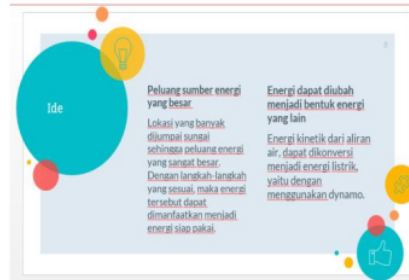 Ide
Peluang sumber energi
yang besar
Lokasi yang banyak
dijumpai sungai
sehingga peluang energi
yang sangat besar.
Dengan langkah-langkah
yang sesuai, maka energi
tersebut dapat
dimanfaatkan menjadi
energi siap pakai.
Energi dapat diubah
menjadi bentuk energi
yang lain
Energi kinetik dari aliran
air, dapat dikonversi
menjadi energi listrik,
yaitu dengan
menggunakan dynamo.